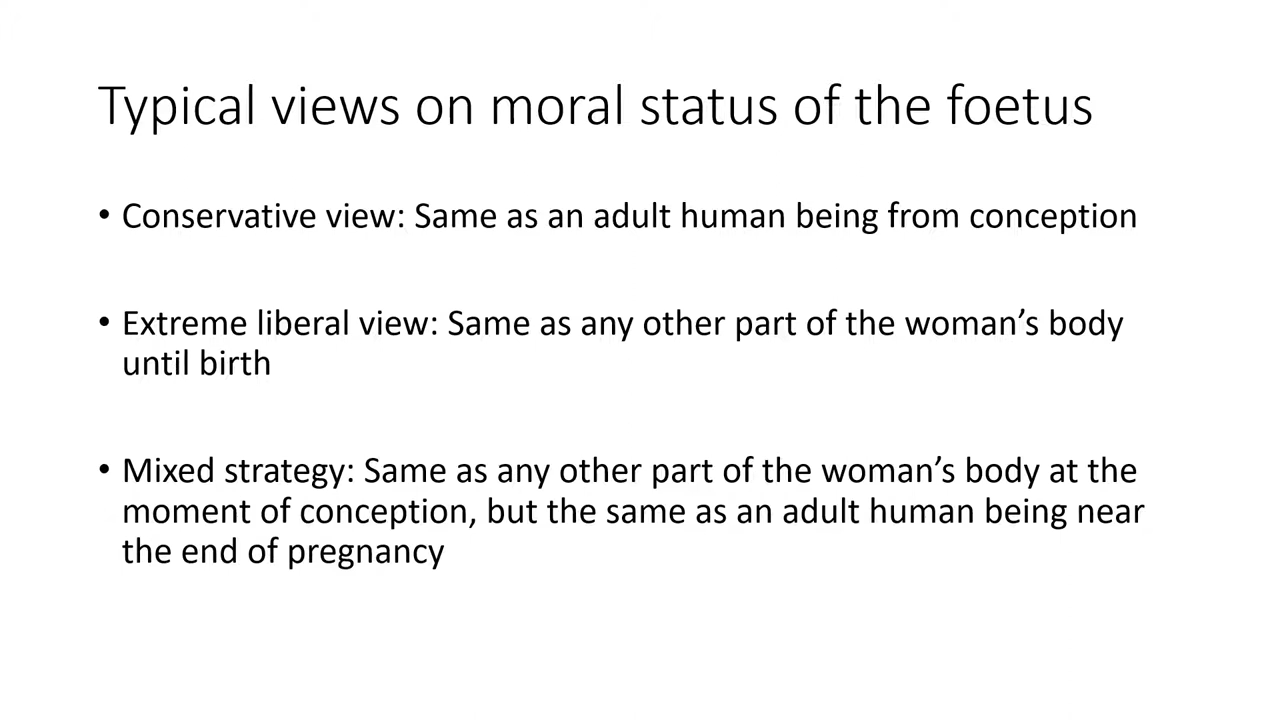 Typical views on moral status of the foetus
• Conservative view: Same as an adult human being from conception
• Extreme liberal view: Same as any other part of the woman’s body
until birth
• Mixed strategy: Same as any other part of the woman’s body at the
moment of conception, but the same as an adult human being near
the end of pregnancy